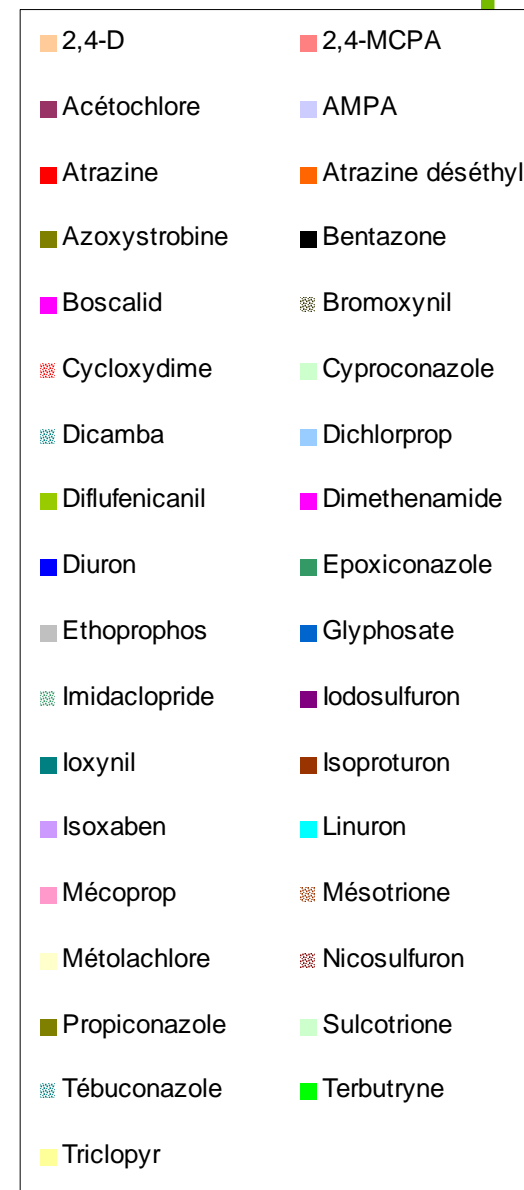 2,4-D 2,4-MCPA
Acétochlore AMPA
Atrazine Atrazine déséthyl
Azoxystrobine Bentazone
Boscalid Bromoxynil
Cycloxydime Cyproconazole
Dicamba Dichlorprop
Diflufenicanil Dimethenamide
Diuron Epoxiconazole
Ethoprophos Glyphosate
Imidaclopride Iodosulfuron
Ioxynil Isoproturon
Isoxaben Linuron
Mécoprop Mésotrione
Métolachlore Nicosulfuron
Propiconazole Sulcotrione
Tébuconazole Terbutryne
Triclopyr